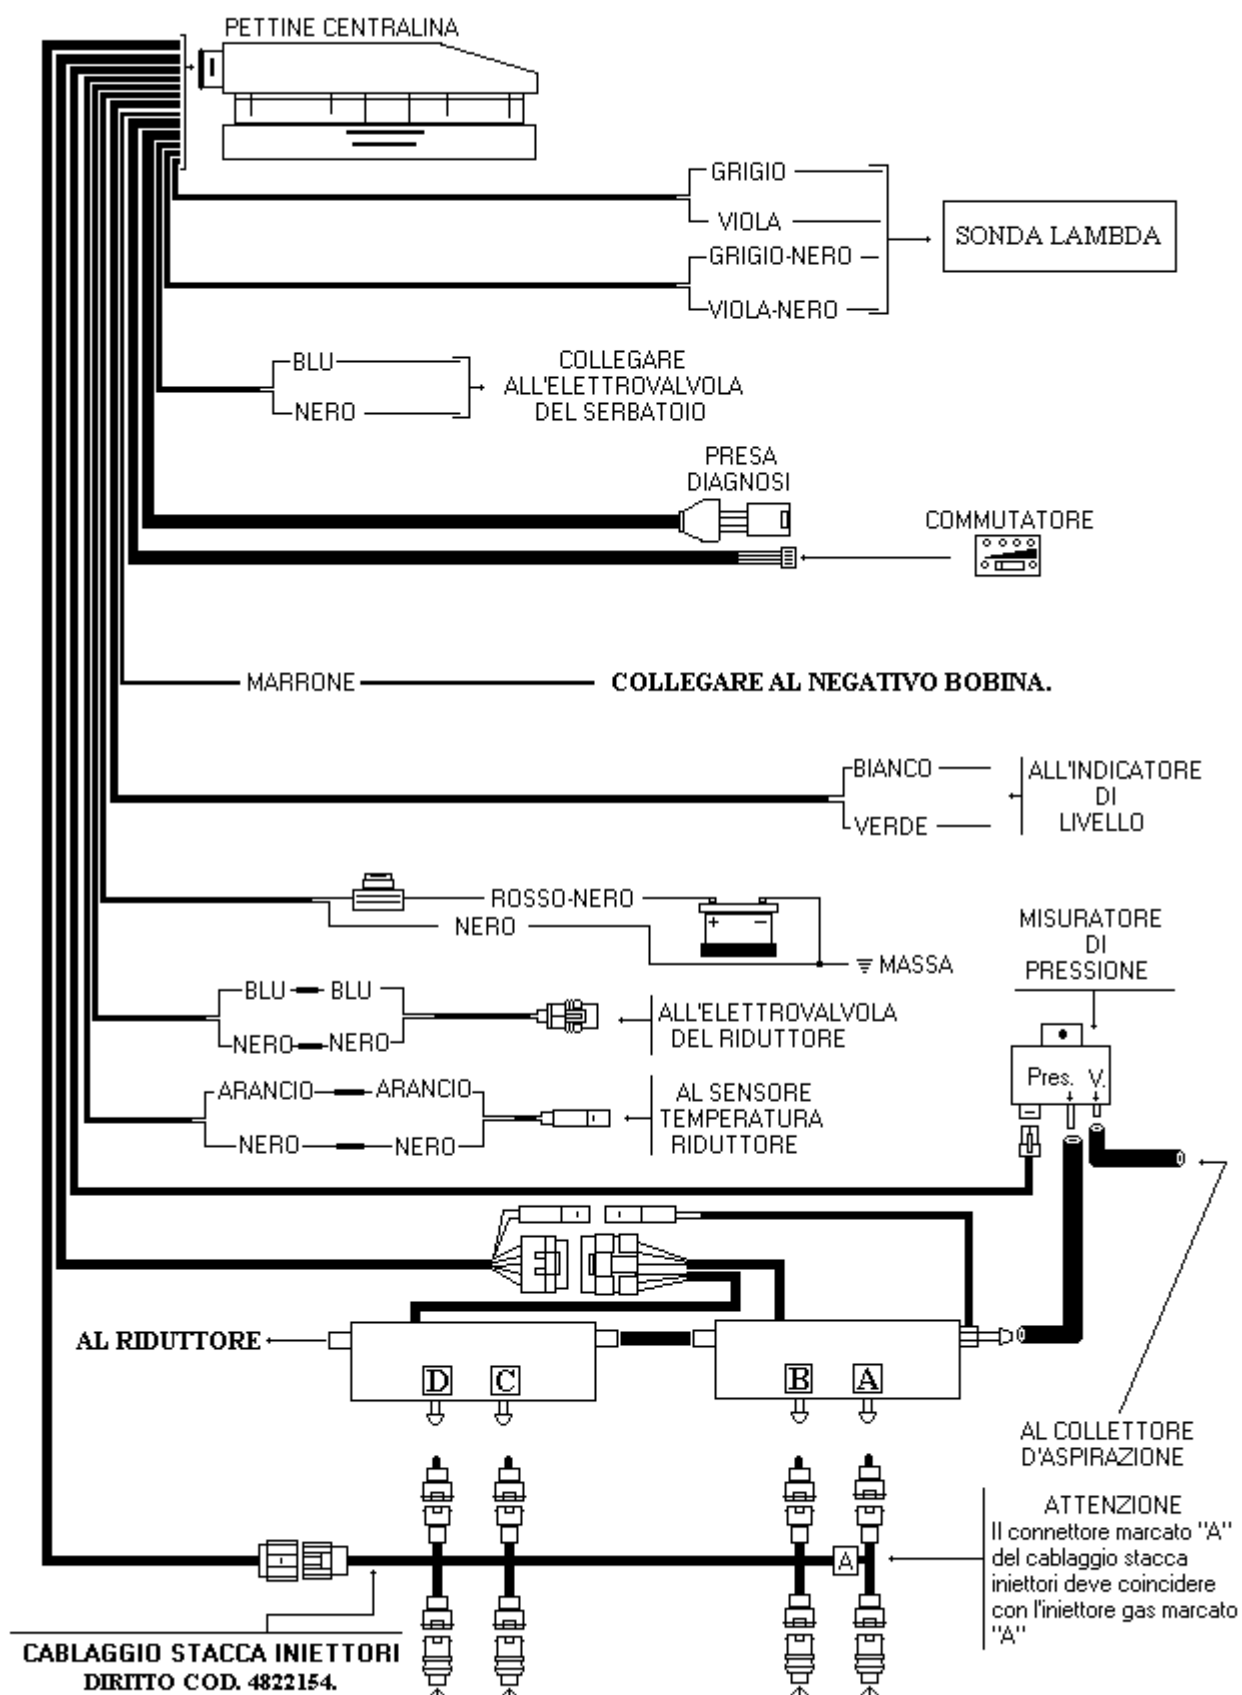 PETTINE CENTRALINA
GRIGIO
VIOLA
GRIGIO-NERO
VIOLA-NERO
SONDA LAMBDA
BLU
NERO
COLLEGARE
ALL'ELETTROVALVOLA
DEL SERBATOIO
PRESA
DIAGNOSI
COMMUTATORE
MARRONE
COLLEGARE AL NEGATIVO BOBINA.
BIANCO
VERDE
ALL'INDICATORE
DI
LIVELLO
ROSSO-NERO
NERO
+ -
MASSA
MISURATORE
DI
PRESSIONE
BLU BLU
NERO NERO
ALL'ELETTROVALVOLA
DEL RIDUTTORE
Pres. V.
ARANCIO ARANCIO
NERO NERO
AL SENSORE
TEMPERATURA
RIDUTTORE
AL RIDUTTORE
D C B A
AL COLLETTORE
D'ASPIRAZIONE
A
ATTENZIONE
Il connettore marcato "A"
del cablaggio stacca
iniettori deve coincidere
con l'iniettore gas marcato
"A"
CABLAGGIO STACCA INIETTORI
DIRITTO COD. 4822154.